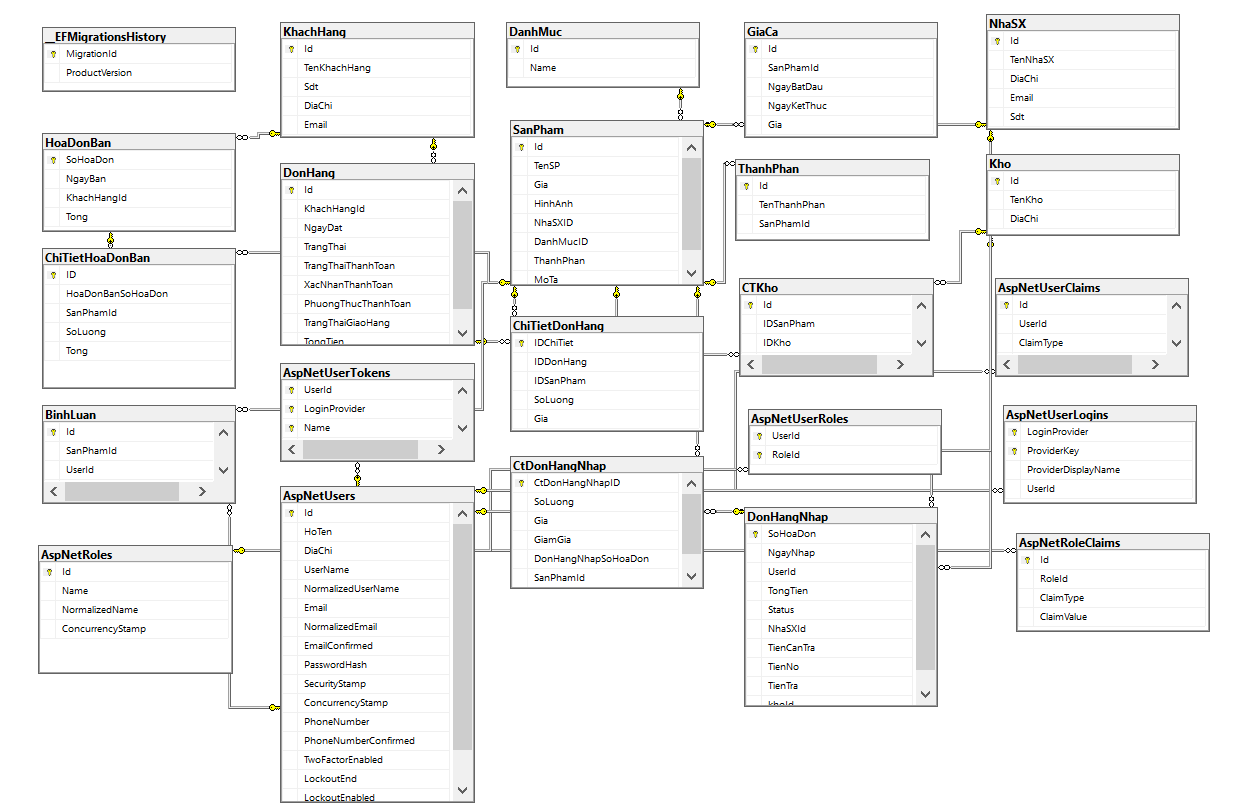 __EFMigrationsHistory
MigrationId
ProductVersion
KhachHang
Id
TenKhachHang
Sdt
DiaChi
Email
DanhMuc
Id
Name
GiaCa
Id
SanPhamId
NgayBatDau
NgayKetThuc
Gia
NhaSX
Id
TenNhaSX
DiaChi
Email
Sdt
HoaDonBan
SoHoaDon
NgayBan
KhachHangId
Tong
DonHang
Id
KhachHangId
NgayDat
TrangThai
TrangThaiThanhToan
XacNhanThanhToan
PhuongThucThanhToan
TrangThaiGiaoHang
TongTien
SanPham
Id
TenSP
Gia
HinhAnh
NhaSXID
DanhMucID
ThanhPhan
MoTa
ThanhPhan
Id
TenThanhPhan
SanPhamId
Kho
Id
TenKho
DiaChi
ChiTietHoaDonBan
ID
HoaDonBanSoHoaDon
SanPhamId
SoLuong
Tong
ChiTietDonHang
IDChiTiet
IDDonHang
IDSanPham
SoLuong
Gia
CTKho
Id
IDSanPham
IDKho
AspNetUserClaims
Id
UserId
ClaimType
AspNetUserTokens
UserId
LoginProvider
Name
BinhLuan
Id
SanPhamId
UserId
AspNetUserRoles
UserId
RoleId
AspNetUserLogins
LoginProvider
ProviderKey
ProviderDisplayName
UserId
CtDonHangNhap
CtDonHangNhapID
SoLuong
Gia
GiamGia
DonHangNhapSoHoaDon
SanPhamId
AspNetUsers
Id
HoTen
DiaChi
UserName
NormalizedUserName
Email
NormalizedEmail
EmailConfirmed
PasswordHash
SecurityStamp
ConcurrencyStamp
PhoneNumber
PhoneNumberConfirmed
TwoFactorEnabled
LockoutEnd
LockoutEnabled
AspNetRoles
Id
Name
NormalizedName
ConcurrencyStamp
DonHangNhap
SoHoaDon
NgayNhap
UserId
TongTien
Status
NhaSXId
TienCanTra
TienNo
TienTra
khoId
AspNetRoleClaims
Id
RoleId
ClaimType
ClaimValue